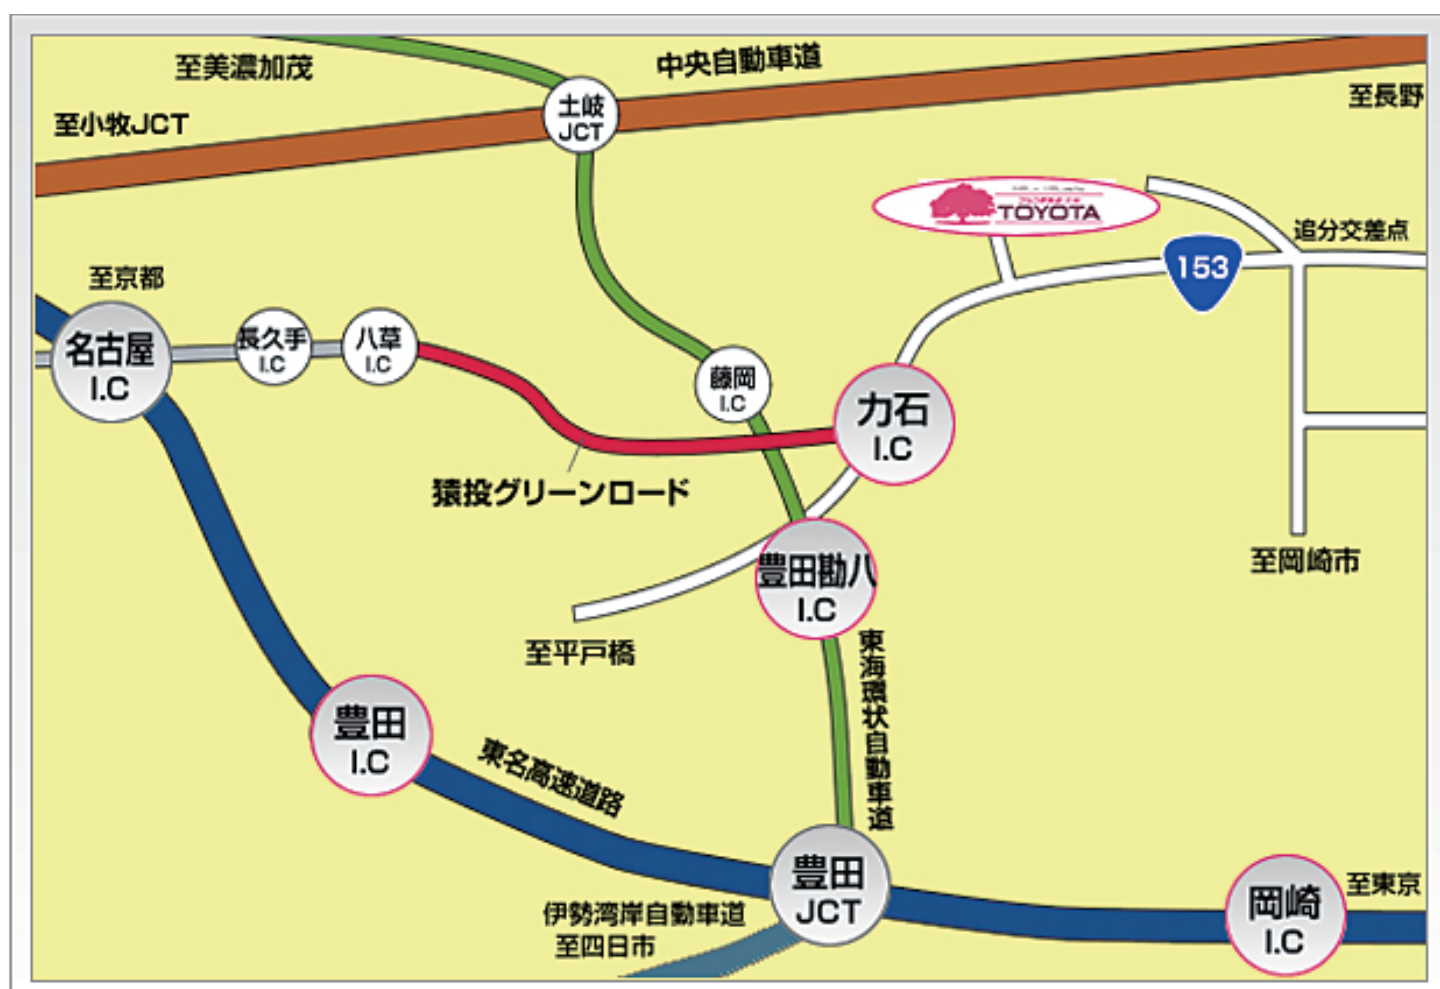 至美濃加茂
中央自動車道
至長野
至小牧JCT
土岐
JCT
TOYOTA
追分交差点
153
至京都
名古屋
I.C
長久手
I.C
八草
I.C
藤岡
I.C
力石
I.C
猿投グリーンロード
豊田勘八
I.C
至岡崎市
至平戸橋
東海環状自動車道
豊田
I.C
東名高速道路
豊田
JCT
岡崎
I.C
至東京
伊勢湾岸自動車道
至四日市